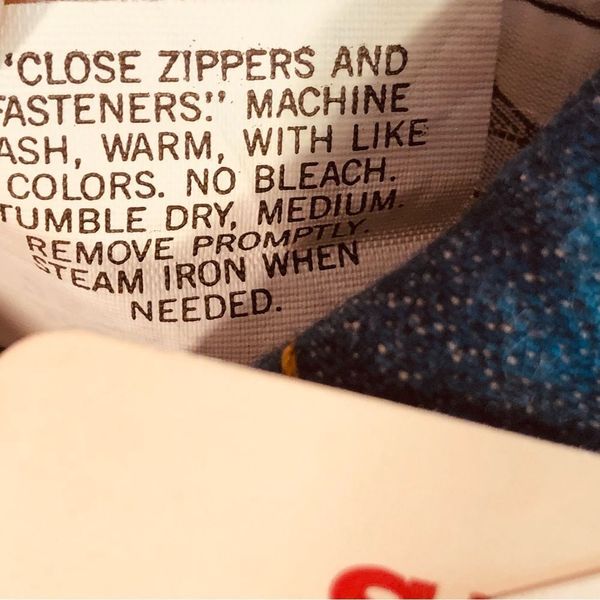 "CLOSE ZIPPERS AND
FASTENERS." MACHINE
ASH, WARM, WITH LIKE
COLORS. NO BLEACH.
TUMBLE DRY, MEDIUM.
REMOVE PROMPTLY.
STEAM IRON WHEN
NEEDED.